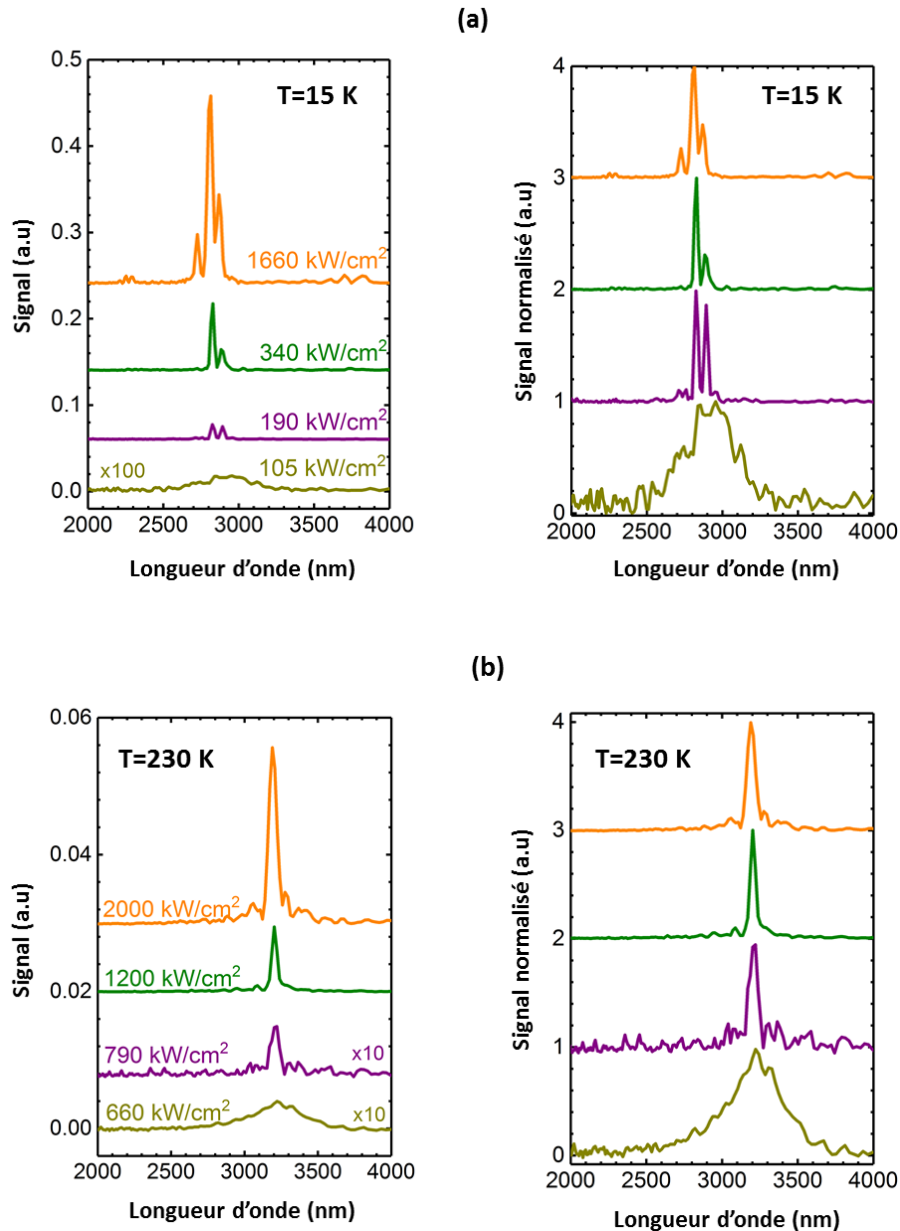 (a)
0.5
0.4
0.3
0.2
0.1
0.0
Signal (a.u)
T=15 K
1660 kW/cm²
340 kW/cm²
190 kW/cm²
x100
105 kW/cm²
2000 2500 3000 3500 4000
Longueur d'onde (nm)
4
3
2
1
0
Signal normalisé (a.u)
T=15 K
2000 2500 3000 3500 4000
Longueur d'onde (nm)
(b)
0.06
0.04
0.02
0.00
Signal (a.u)
T=230 K
2000 kW/cm²
1200 kW/cm²
790 kW/cm²
x10
660 kW/cm²
x10
2000 2500 3000 3500 4000
Longueur d'onde (nm)
4
3
2
1
0
Signal normalisé (a.u)
T=230 K
2000 2500 3000 3500 4000
Longueur d'onde (nm)